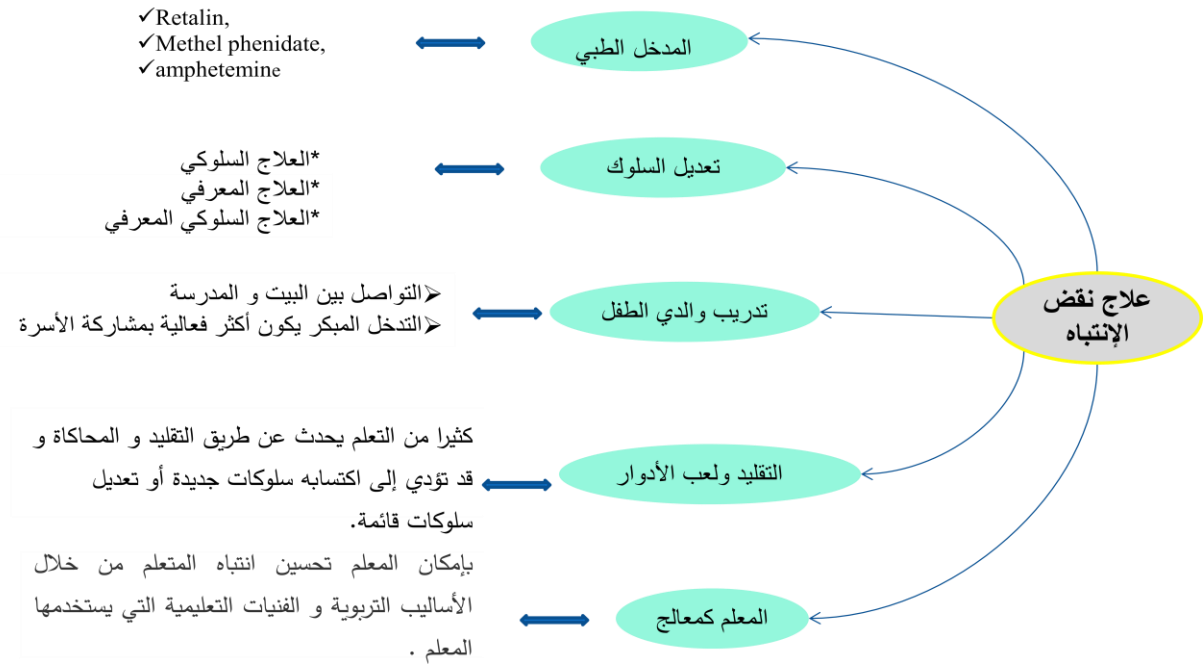 علاج نقض
الإنتباه
المدخل الطبي
✓Retalin,
✓Methel phenidate,
✓amphetemine
تعديل السلوك
*العلاج السلوكي
*العلاج المعرفي
*العلاج السلوكي المعرفي
تدريب والدي الطفل
➢التواصل بين البيت و المدرسة
➢التدخل المبكر يكون أكثر فعالية بمشاركة الأسرة
التقليد ولعب الأدوار
كثيرا من التعلم يحدث عن طريق التقليد و المحاكاة و
قد تؤدي إلى اكتسابه سلوكات جديدة أو تعديل
سلوكات قائمة.
المعلم كمعالج
بإمكان المعلم تحسين انتباه المتعلم من خلال
الأساليب التربوية و الفنيات التعليمية التي يستخدمها
المعلم .